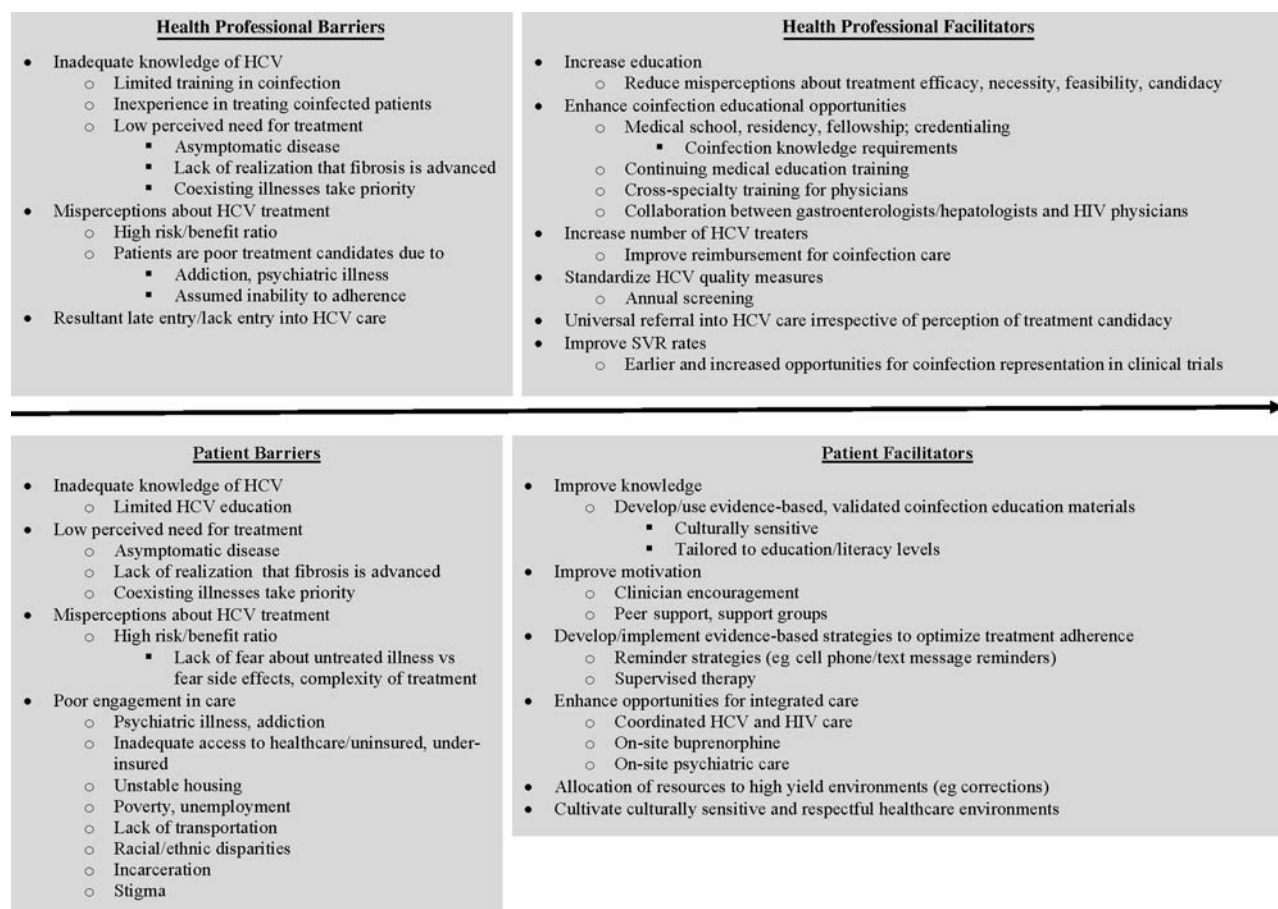 Health Professional Barriers
• Inadequate knowledge of HCV
o Limited training in coinfection
o Inexperience in treating coinfected patients
o Low perceived need for treatment
▪ Asymptomatic disease
▪ Lack of realization that fibrosis is advanced
▪ Coexisting illnesses take priority
• Misperceptions about HCV treatment
o High risk/benefit ratio
o Patients are poor treatment candidates due to
▪ Addiction, psychiatric illness
▪ Assumed inability to adherence
• Resultant late entry/lack entry into HCV care
Health Professional Facilitators
• Increase education
o Reduce misperceptions about treatment efficacy, necessity, feasibility, candidacy
• Enhance coinfection educational opportunities
o Medical school, residency, fellowship; credentialing
▪ Coinfection knowledge requirements
o Continuing medical education training
o Cross-specialty training for physicians
o Collaboration between gastroenterologists/hepatologists and HIV physicians
• Increase number of HCV treaters
o Improve reimbursement for coinfection care
• Standardize HCV quality measures
o Annual screening
• Universal referral into HCV care irrespective of perception of treatment candidacy
• Improve SVR rates
o Earlier and increased opportunities for coinfection representation in clinical trials
Patient Barriers
• Inadequate knowledge of HCV
o Limited HCV education
• Low perceived need for treatment
o Asymptomatic disease
o Lack of realization that fibrosis is advanced
o Coexisting illnesses take priority
• Misperceptions about HCV treatment
o High risk/benefit ratio
▪ Lack of fear about untreated illness vs
fear side effects, complexity of treatment
• Poor engagement in care
o Psychiatric illness, addiction
o Inadequate access to healthcare/uninsured, under-
insured
o Unstable housing
o Poverty, unemployment
o Lack of transportation
o Racial/ethnic disparities
o Incarceration
o Stigma
Patient Facilitators
• Improve knowledge
o Develop/use evidence-based, validated coinfection education materials
▪ Culturally sensitive
▪ Tailored to education/literacy levels
• Improve motivation
o Clinician encouragement
o Peer support, support groups
• Develop/implement evidence-based strategies to optimize treatment adherence
o Reminder strategies (eg cell phone/text message reminders)
o Supervised therapy
• Enhance opportunities for integrated care
o Coordinated HCV and HIV care
o On-site buprenorphine
o On-site psychiatric care
• Allocation of resources to high yield environments (eg corrections)
• Cultivate culturally sensitive and respectful healthcare environments